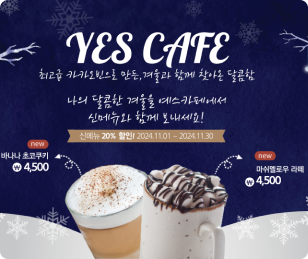 YES CAFE
최고급 카카오빈으로 만든, 겨울과 함께 찾아온 달콤함
나의 달콤한 겨울을 예스카페에서
신메뉴와 함께 보내세요!
신메뉴 20% 할인! 2024.11.01 ~ 2024.11.30
new
바나나 초코쿠키
₩ 4,500
new
마쉬멜로우 라떼
₩ 4,500